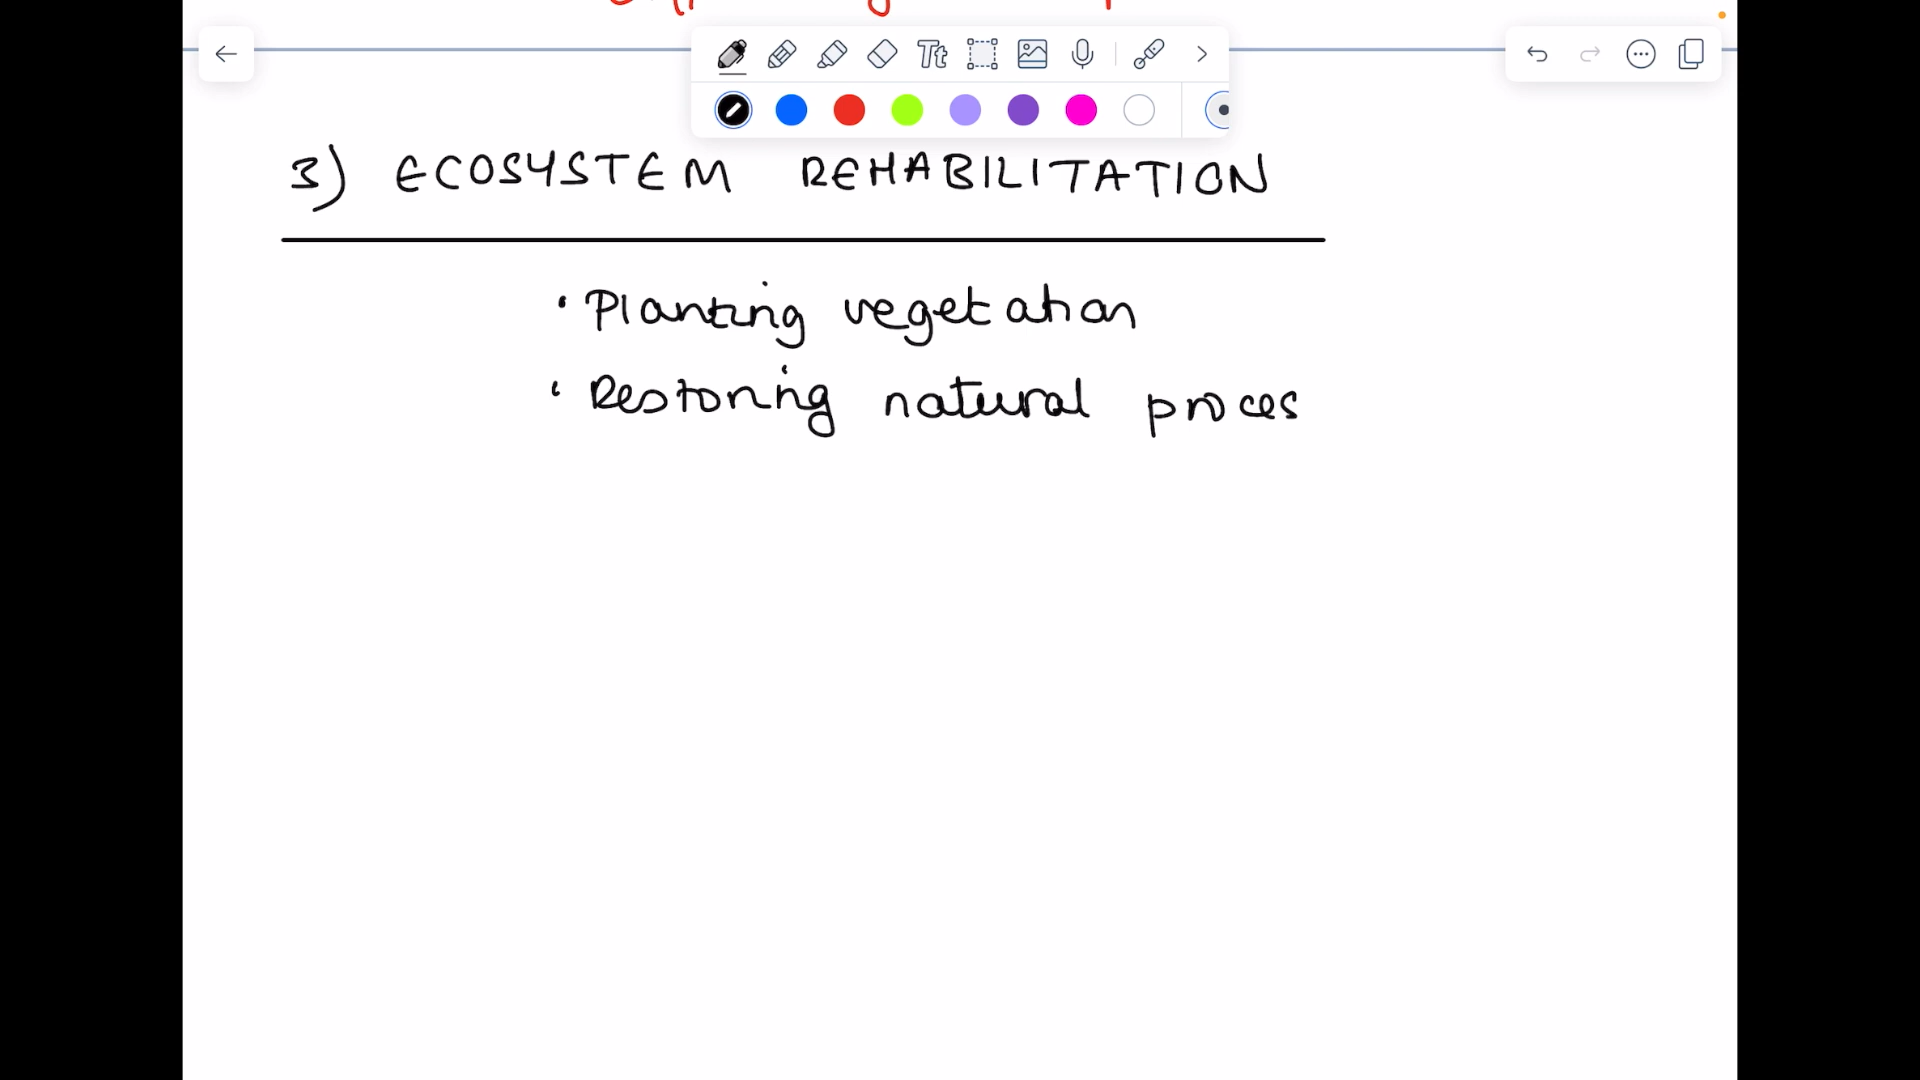 3) ECOSYSTEM REHABILITATION
• Planting vegetation
• Restoring natural proces